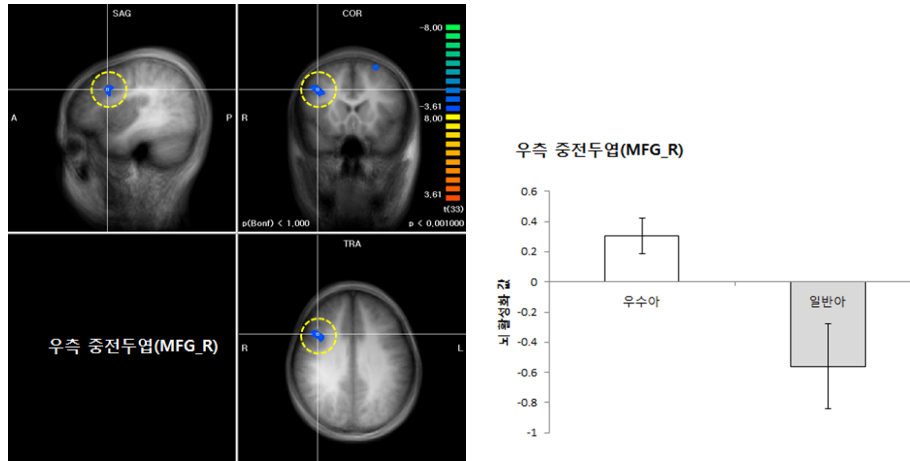 SAG
A
P
COR
R
-8,00
-3,61
8,00
3,61
t(33)
p(Bonf) < 1,000
p < 0,001000
우측 중전두엽(MFG_R)
TRA
R
L
우측 중전두엽(MFG_R)
뇌 활성화 값
0.6
0.4
0.2
0
-0.2
-0.4
-0.6
-0.8
-1
우수아
일반아